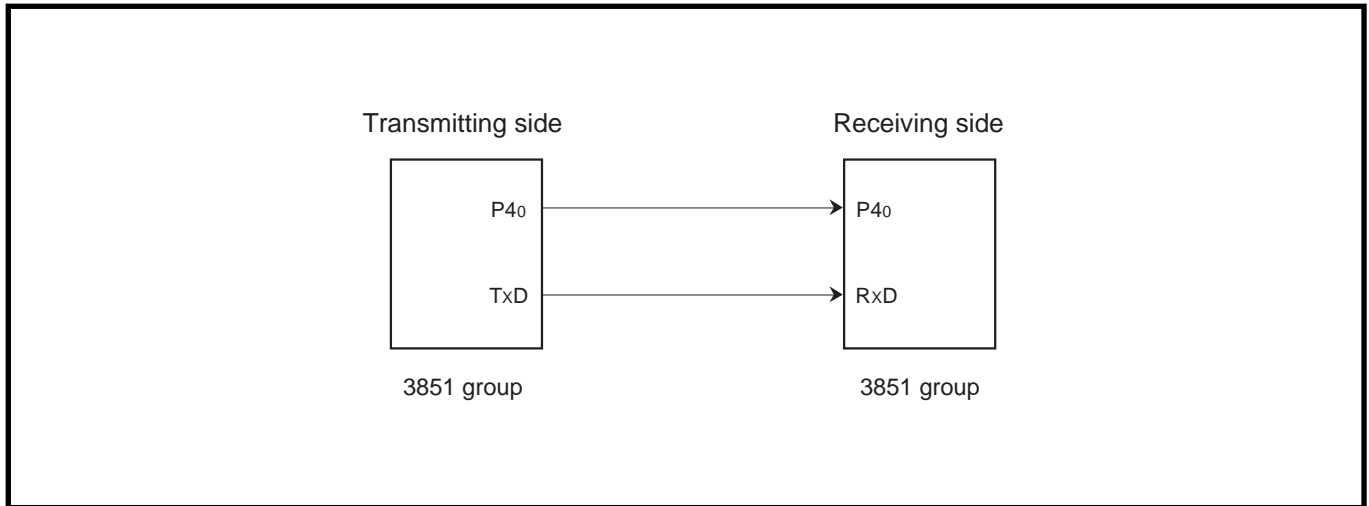 Transmitting side
Receiving side
P40
P40
TxD
RxD
3851 group
3851 group